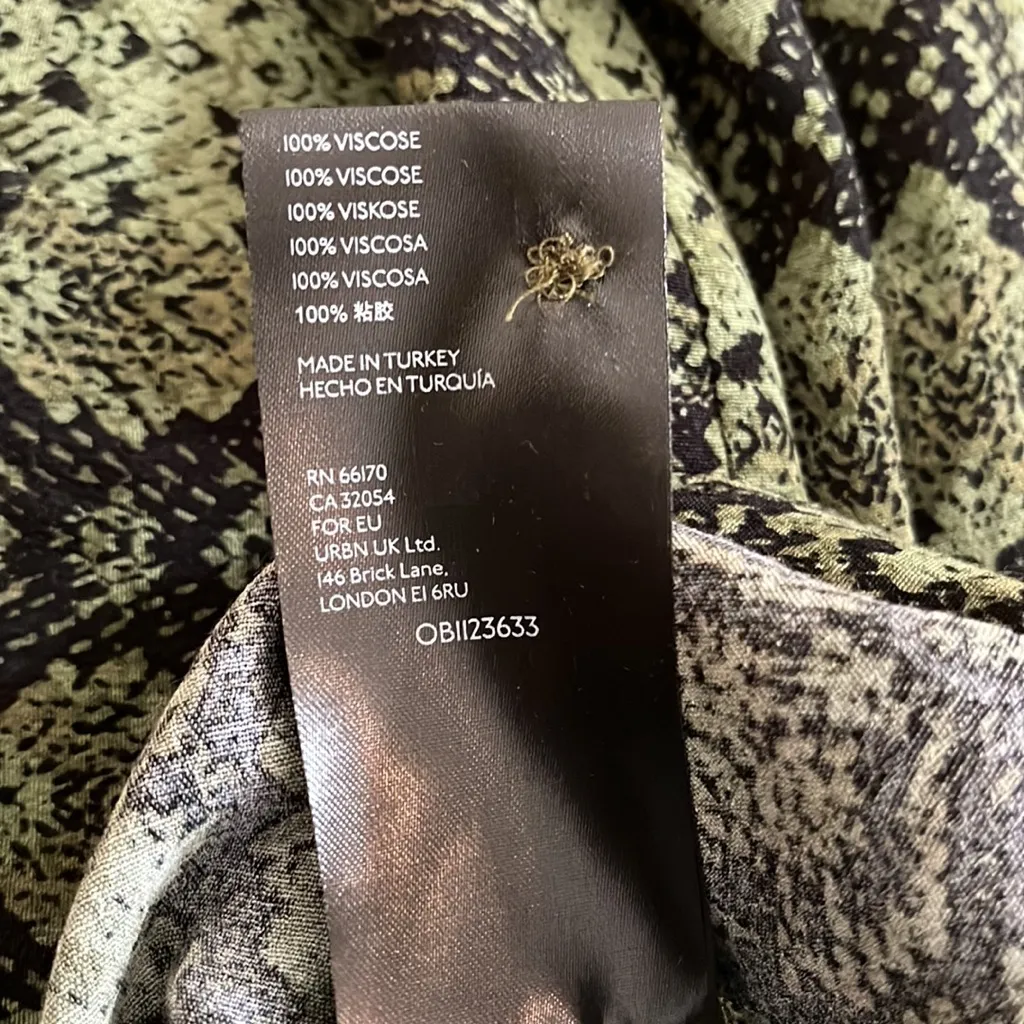 100% VISCOSE
100% VISCOSE
100% VISKOSE
100% VISCOSA
100% VISCOSA
100% 粘胶
MADE IN TURKEY
HECHO EN TURQUÍA
RN 66170
CA 32054
FOR EU
URBN UK Ltd.
146 Brick Lane,
LONDON E1 6RU
OB1123633